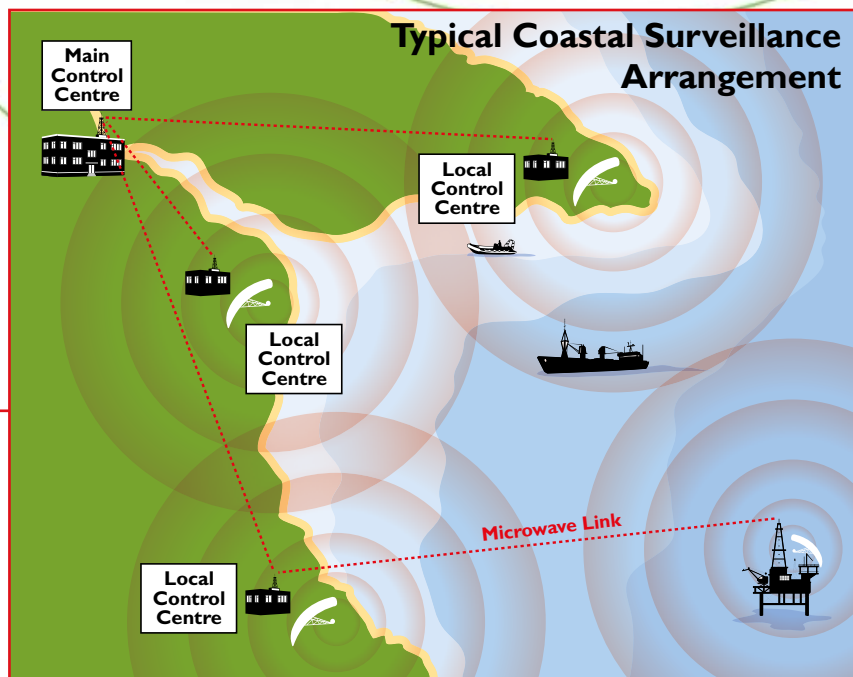 Typical Coastal Surveillance
Arrangement
Main
Control
Centre
Local
Control
Centre
Local
Control
Centre
Microwave Link
Local
Control
Centre